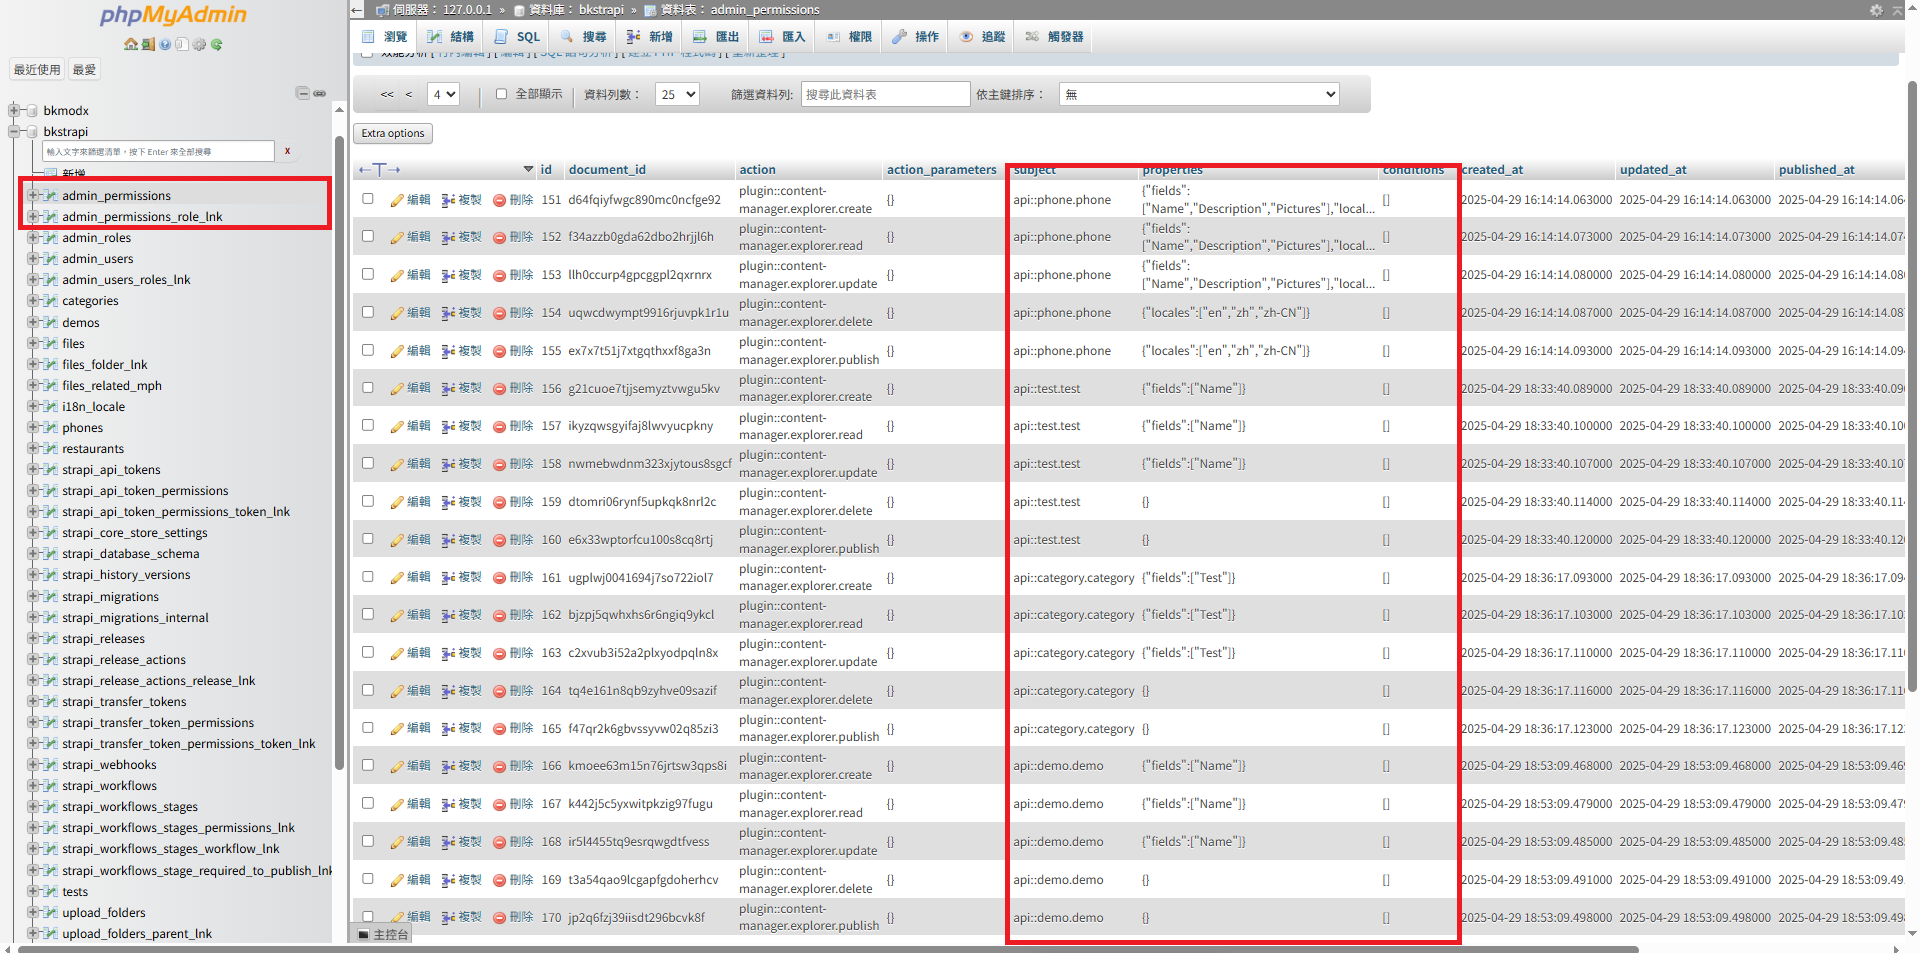 phpMyAdmin
最近使用 最愛
bkmodx
bkstrapi
輸入文字來篩選清單，按下 Enter 來全部搜尋 x
新增
admin_permissions
admin_permissions_role_lnk
admin_roles
admin_users
admin_users_roles_lnk
categories
demos
files
files_folder_lnk
files_related_mph
i18n_locale
phones
restaurants
strapi_api_tokens
strapi_api_token_permissions
strapi_api_token_permissions_token_lnk
strapi_core_store_settings
strapi_database_schema
strapi_history_versions
strapi_migrations
strapi_migrations_internal
strapi_releases
strapi_release_actions
strapi_release_actions_release_lnk
strapi_transfer_tokens
strapi_transfer_token_permissions
strapi_transfer_token_permissions_token_lnk
strapi_webhooks
strapi_workflows
strapi_workflows_stages
strapi_workflows_stages_permissions_lnk
strapi_workflows_stages_workflow_lnk
strapi_workflows_stage_required_to_publish_lnk
tests
upload_folders
upload_folders_parent_lnk
伺服器： 127.0.0.1 » 資料庫： bkstrapi » 資料表： admin_permissions
瀏覽 結構 SQL 搜尋 新增 匯出 匯入 權限 操作 追蹤 觸發器
<< < 4 全部顯示 資料列數： 25 篩選資料列: 搜尋此資料表 依主鍵排序： 無
Extra options
←T→ id document_id action action_parameters subject properties conditions created_at updated_at published_at
編輯 複製 刪除 151 d64fqiyfwgc890mc0ncfge92 plugin::content-manager.explorer.create {} api::phone.phone {"fields":["Name","Description","Pictures"],"local... [] 2025-04-29 16:14:14.063000 2025-04-29 16:14:14.063000 2025-04-29 16:14:14.06
編輯 複製 刪除 152 f34azzb0gda62dbo2hrjjl6h plugin::content-manager.explorer.read {} api::phone.phone {"fields":["Name","Description","Pictures"],"local... [] 2025-04-29 16:14:14.073000 2025-04-29 16:14:14.073000 2025-04-29 16:14:14.07
編輯 複製 刪除 153 llh0ccurp4gpcggpl2qxrnrx plugin::content-manager.explorer.update {} api::phone.phone {"fields":["Name","Description","Pictures"],"local... [] 2025-04-29 16:14:14.080000 2025-04-29 16:14:14.080000 2025-04-29 16:14:14.08
編輯 複製 刪除 154 uqwcdwympt9916rjuvpk1r1u plugin::content-manager.explorer.delete {} api::phone.phone {"locales":["en","zh","zh-CN"]} [] 2025-04-29 16:14:14.087000 2025-04-29 16:14:14.087000 2025-04-29 16:14:14.08
編輯 複製 刪除 155 ex7x7t51j7xtgqthxxf8ga3n plugin::content-manager.explorer.publish {} api::phone.phone {"locales":["en","zh","zh-CN"]} [] 2025-04-29 16:14:14.093000 2025-04-29 16:14:14.093000 2025-04-29 16:14:14.09
編輯 複製 刪除 156 g21cuoe7tjjsemyztvwgu5kv plugin::content-manager.explorer.create {} api::test.test {"fields":["Name"]} [] 2025-04-29 18:33:40.089000 2025-04-29 18:33:40.089000 2025-04-29 18:33:40.09
編輯 複製 刪除 157 ikyzqwsgyifaj8lwvyucpkny plugin::content-manager.explorer.read {} api::test.test {"fields":["Name"]} [] 2025-04-29 18:33:40.100000 2025-04-29 18:33:40.100000 2025-04-29 18:33:40.10
編輯 複製 刪除 158 nwmebwdnm323xjytous8sgcf plugin::content-manager.explorer.update {} api::test.test {"fields":["Name"]} [] 2025-04-29 18:33:40.107000 2025-04-29 18:33:40.107000 2025-04-29 18:33:40.10
編輯 複製 刪除 159 dtomri06rynf5upkqk8nrl2c plugin::content-manager.explorer.delete {} api::test.test {} [] 2025-04-29 18:33:40.114000 2025-04-29 18:33:40.114000 2025-04-29 18:33:40.11
編輯 複製 刪除 160 e6x33wptorfcu100s8cq8rtj plugin::content-manager.explorer.publish {} api::test.test {} [] 2025-04-29 18:33:40.120000 2025-04-29 18:33:40.120000 2025-04-29 18:33:40.12
編輯 複製 刪除 161 ugplwj0041694j7so722iol7 plugin::content-manager.explorer.create {} api::category.category {"fields":["Test"]} [] 2025-04-29 18:36:17.093000 2025-04-29 18:36:17.093000 2025-04-29 18:36:17.09
編輯 複製 刪除 162 bjzpj5qwhxhs6r6ngiq9ykcl plugin::content-manager.explorer.read {} api::category.category {"fields":["Test"]} [] 2025-04-29 18:36:17.103000 2025-04-29 18:36:17.103000 2025-04-29 18:36:17.10
編輯 複製 刪除 163 c2xvub3i52a2plxyodpqln8x plugin::content-manager.explorer.update {} api::category.category {"fields":["Test"]} [] 2025-04-29 18:36:17.110000 2025-04-29 18:36:17.110000 2025-04-29 18:36:17.11
編輯 複製 刪除 164 tq4e161n8qb9zyhve09sazif plugin::content-manager.explorer.delete {} api::category.category {} [] 2025-04-29 18:36:17.116000 2025-04-29 18:36:17.116000 2025-04-29 18:36:17.11
編輯 複製 刪除 165 f47qr2k6gbvssyvw02q85zi3 plugin::content-manager.explorer.publish {} api::category.category {} [] 2025-04-29 18:36:17.123000 2025-04-29 18:36:17.123000 2025-04-29 18:36:17.12
編輯 複製 刪除 166 kmoee63m15n76jrtsw3qps8i plugin::content-manager.explorer.create {} api::demo.demo {"fields":["Name"]} [] 2025-04-29 18:53:09.468000 2025-04-29 18:53:09.468000 2025-04-29 18:53:09.46
編輯 複製 刪除 167 k442j5c5yxwitpkzig97fugu plugin::content-manager.explorer.read {} api::demo.demo {"fields":["Name"]} [] 2025-04-29 18:53:09.479000 2025-04-29 18:53:09.479000 2025-04-29 18:53:09.47
編輯 複製 刪除 168 ir5l4455tq9esrqwgdtfvess plugin::content-manager.explorer.update {} api::demo.demo {"fields":["Name"]} [] 2025-04-29 18:53:09.485000 2025-04-29 18:53:09.485000 2025-04-29 18:53:09.48
編輯 複製 刪除 169 t3a54qao9lcgapfgdoherhcv plugin::content-manager.explorer.delete {} api::demo.demo {} [] 2025-04-29 18:53:09.491000 2025-04-29 18:53:09.491000 2025-04-29 18:53:09.49
編輯 複製 刪除 170 jp2q6fzj39iisdt296bcvk8f plugin::content-manager.explorer.publish {} api::demo.demo {} [] 2025-04-29 18:53:09.498000 2025-04-29 18:53:09.498000 2025-04-29 18:53:09.49
主控台